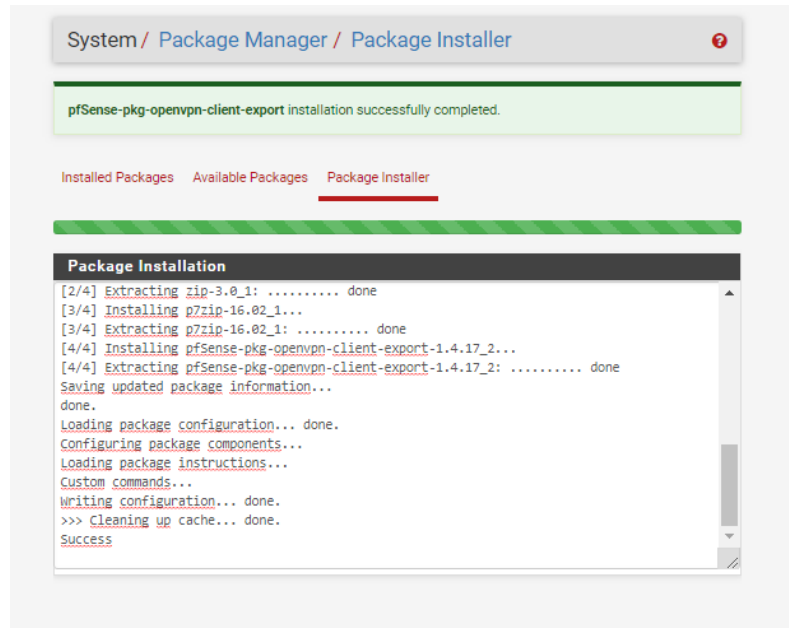 System / Package Manager / Package Installer
pfSense-pkg-openvpn-client-export installation successfully completed.
Installed Packages Available Packages Package Installer
Package Installation
[2/4] Extracting zip-3.0_1: .......... done
[3/4] Installing p7zip-16.02_1...
[3/4] Extracting p7zip-16.02_1: .......... done
[4/4] Installing pfSense-pkg-openvpn-client-export-1.4.17_2...
[4/4] Extracting pfSense-pkg-openvpn-client-export-1.4.17_2: .......... done
Saving updated package information...
done.
Loading package configuration... done.
Configuring package components...
Loading package instructions...
Custom commands...
Writing configuration... done.
>>> Cleaning up cache... done.
Success